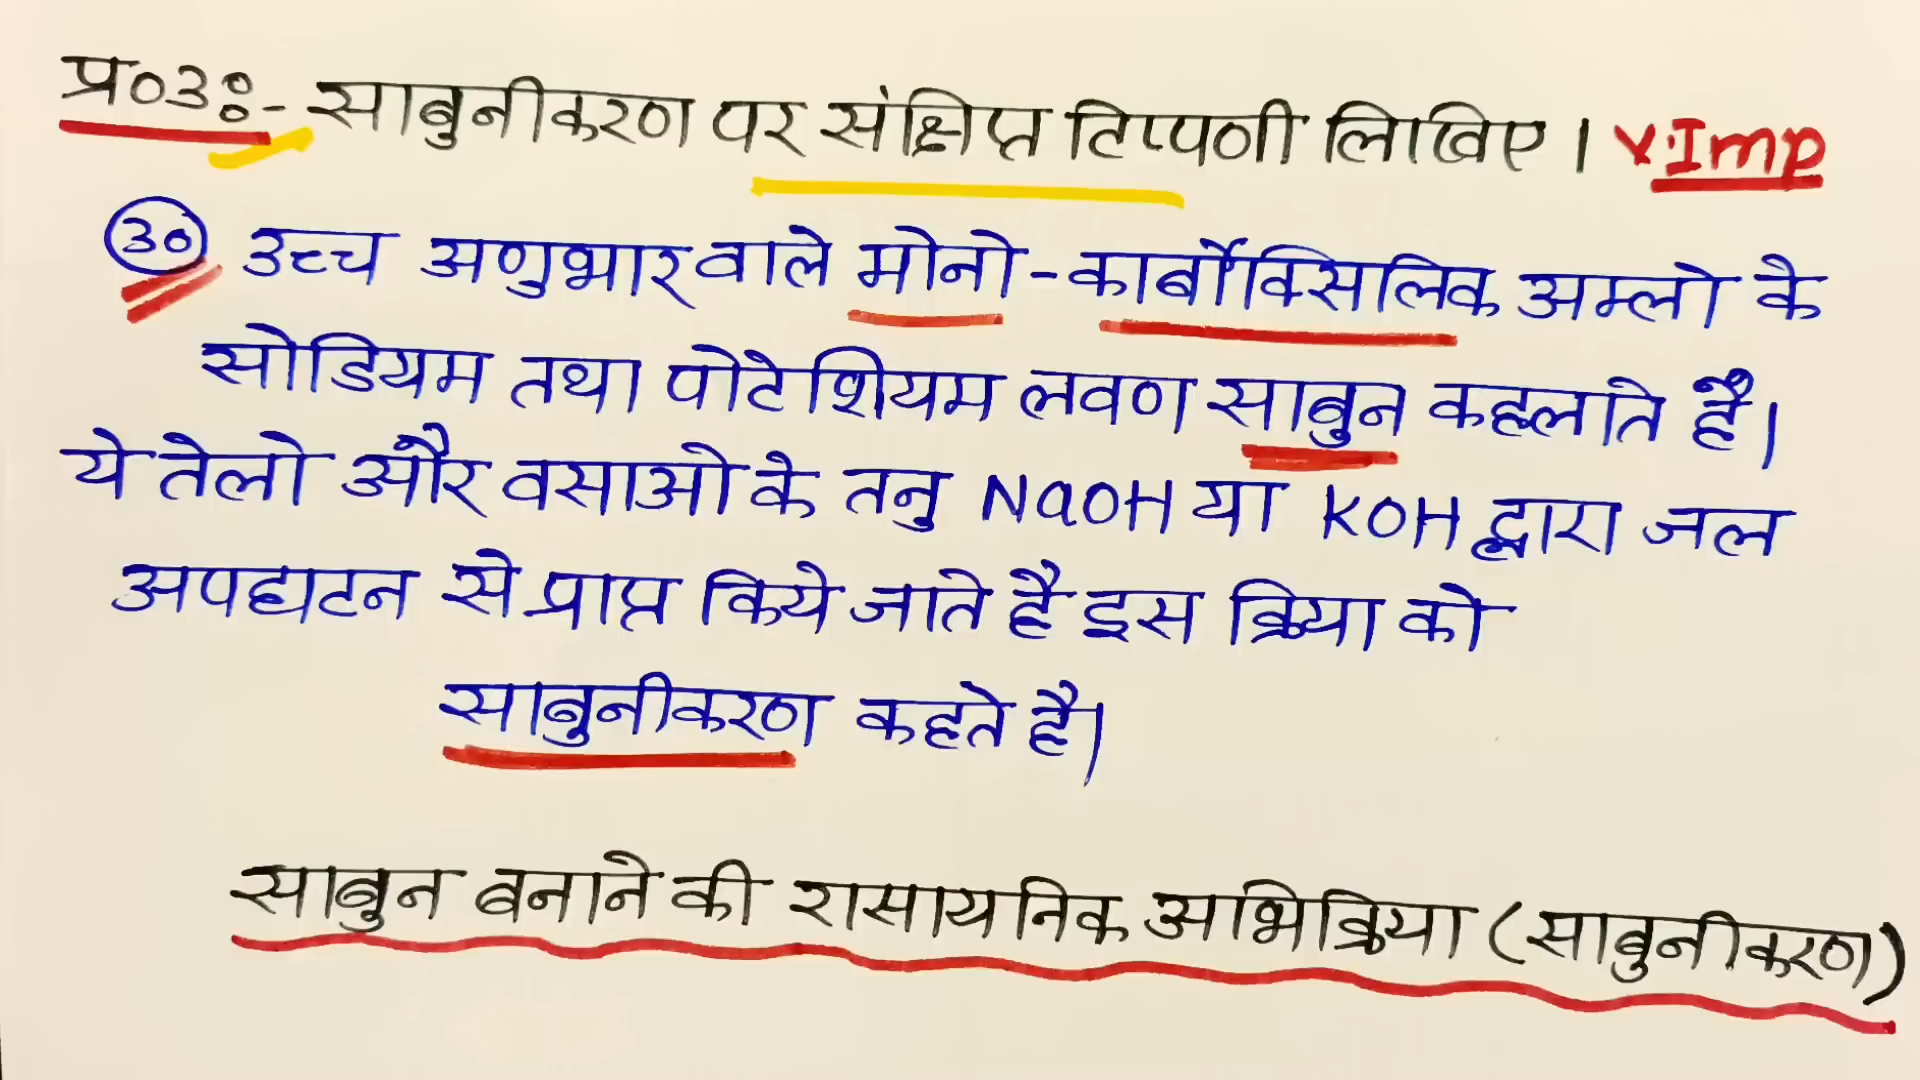 प्र०3ः- साबुनीकरण पर संक्षिप्त टिप्पणी लिखिए । V.Imp
उ० उच्च अणुभार वाले मोनो-कार्बोक्सिलिक अम्लो के
सोडियम तथा पोटेशियम लवण साबुन कहलाते हैं।
ये तेलो और वसाओ के तनु NaOH या KOH द्वारा जल
अपघटन से प्राप्त किये जाते है इस क्रिया को
साबुनीकरण कहते है।
साबुन बनाने की रासायनिक अभिक्रिया (साबुनीकरण)